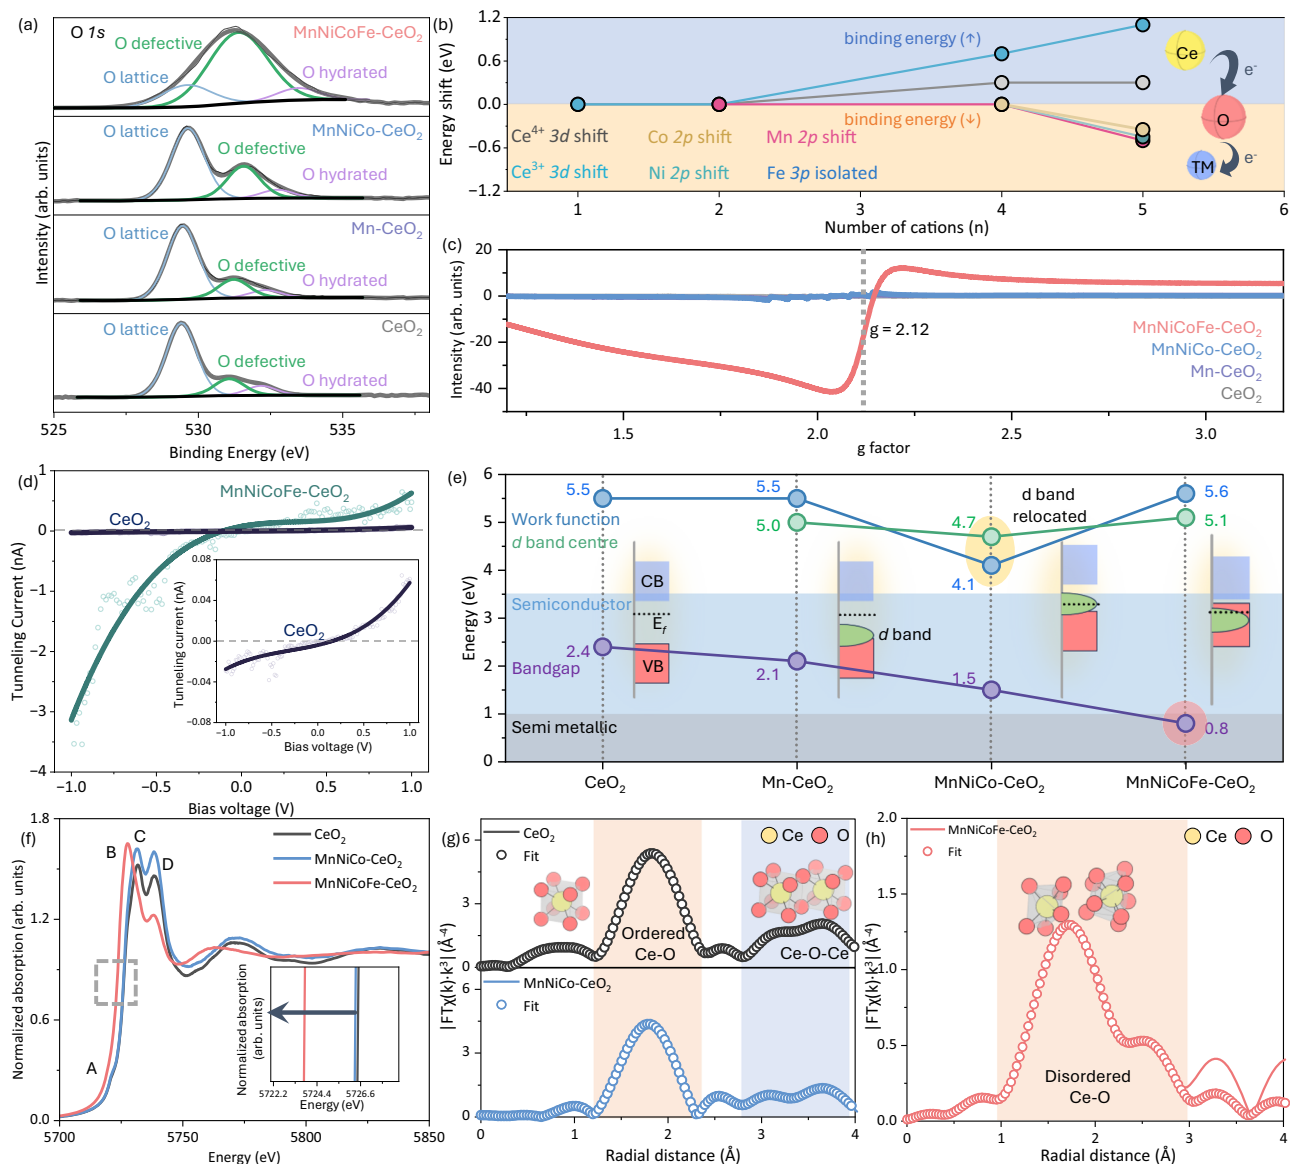 (a)
O 1s
MnNiCoFe-CeO₂
O defective
O lattice
O hydrated
O lattice
MnNiCo-CeO₂
O defective
O hydrated
O lattice
Mn-CeO₂
O defective
O hydrated
O lattice
CeO₂
O defective
O hydrated
Intensity (arb. units)
525 530 535
Binding Energy (eV)
(b)
Energy shift (eV)
1.2
0.6
0.0
−0.6
−1.2
binding energy (↑)
binding energy (↓)
Ce⁴⁺ 3d shift
Co 2p shift
Mn 2p shift
Ce³⁺ 3d shift
Ni 2p shift
Fe 3p isolated
Ce
e⁻
O
TM
e⁻
1 2 3 4 5 6
Number of cations (n)
(c)
Intensity (arb. units)
20
0
-20
-40
g = 2.12
MnNiCoFe-CeO₂
MnNiCo-CeO₂
Mn-CeO₂
CeO₂
1.5 2.0 2.5 3.0
g factor
(d)
Tunneling Current (nA)
1
0
−1
−2
−3
−4
MnNiCoFe-CeO₂
CeO₂
Tunneling current (nA)
0.08
0.04
0.00
−0.04
−0.08
CeO₂
−1.0 −0.5 0.0 0.5 1.0
Bias voltage (V)
−1.0 −0.5 0.0 0.5 1.0
Bias voltage (V)
(e)
Energy (eV)
6
5
4
3
2
1
0
5.5
5.5
5.6
Work function
d band centre
5.0
4.7
5.1
d band
relocated
4.1
CB
Semiconductor
E_f
d band
VB
Bandgap
2.4
2.1
1.5
0.8
Semi metallic
CeO₂
Mn-CeO₂
MnNiCo-CeO₂
MnNiCoFe-CeO₂
(f)
Normalized absorption (arb. units)
1.8
1.2
0.6
0.0
A
B
C
D
CeO₂
MnNiCo-CeO₂
MnNiCoFe-CeO₂
Normalized absorption
(arb. units)
5722.2 5724.4 5726.6
Energy (eV)
5700 5750 5800 5850
Energy (eV)
(g)
|FTχ(k)·k³|(Å⁻⁴)
6
3
0
CeO₂
Fit
Ce
O
Ordered
Ce-O
Ce-O-Ce
6
3
0
MnNiCo-CeO₂
Fit
0 1 2 3 4
Radial distance (Å)
(h)
|FTχ(k)·k³|(Å⁻⁴)
2.0
1.5
1.0
0.5
0.0
MnNiCoFe-CeO₂
Fit
Ce
O
Disordered
Ce-O
0 1 2 3 4
Radial distance (Å)